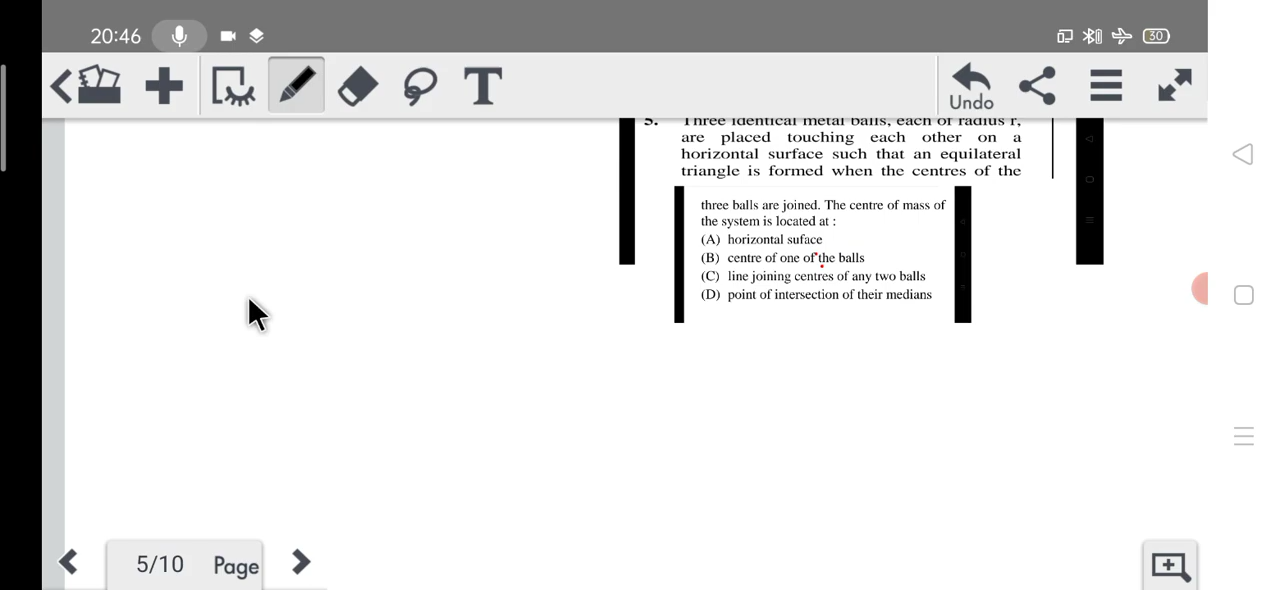 20:46
30
T
Undo
5. Three identical metal balls, each of radius r,
are placed touching each other on a
horizontal surface such that an equilateral
triangle is formed when the centres of the
three balls are joined. The centre of mass of
the system is located at :
(A) horizontal suface
(B) centre of one of the balls
(C) line joining centres of any two balls
(D) point of intersection of their medians
5/10 Page